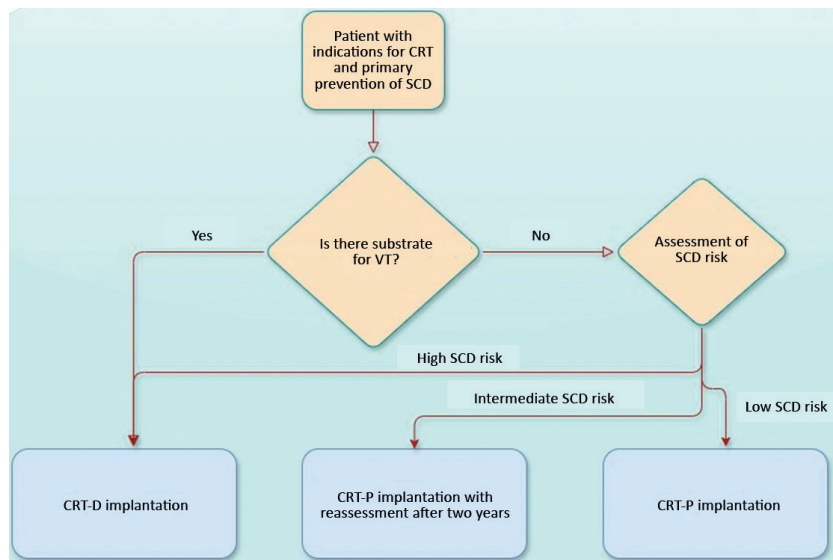 Patient with
indications for CRT
and primary
prevention of SCD
Yes
Is there substrate
for VT?
No
Assessment of
SCD risk
High SCD risk
Intermediate SCD risk
Low SCD risk
CRT-D implantation
CRT-P implantation with
reassessment after two years
CRT-P implantation